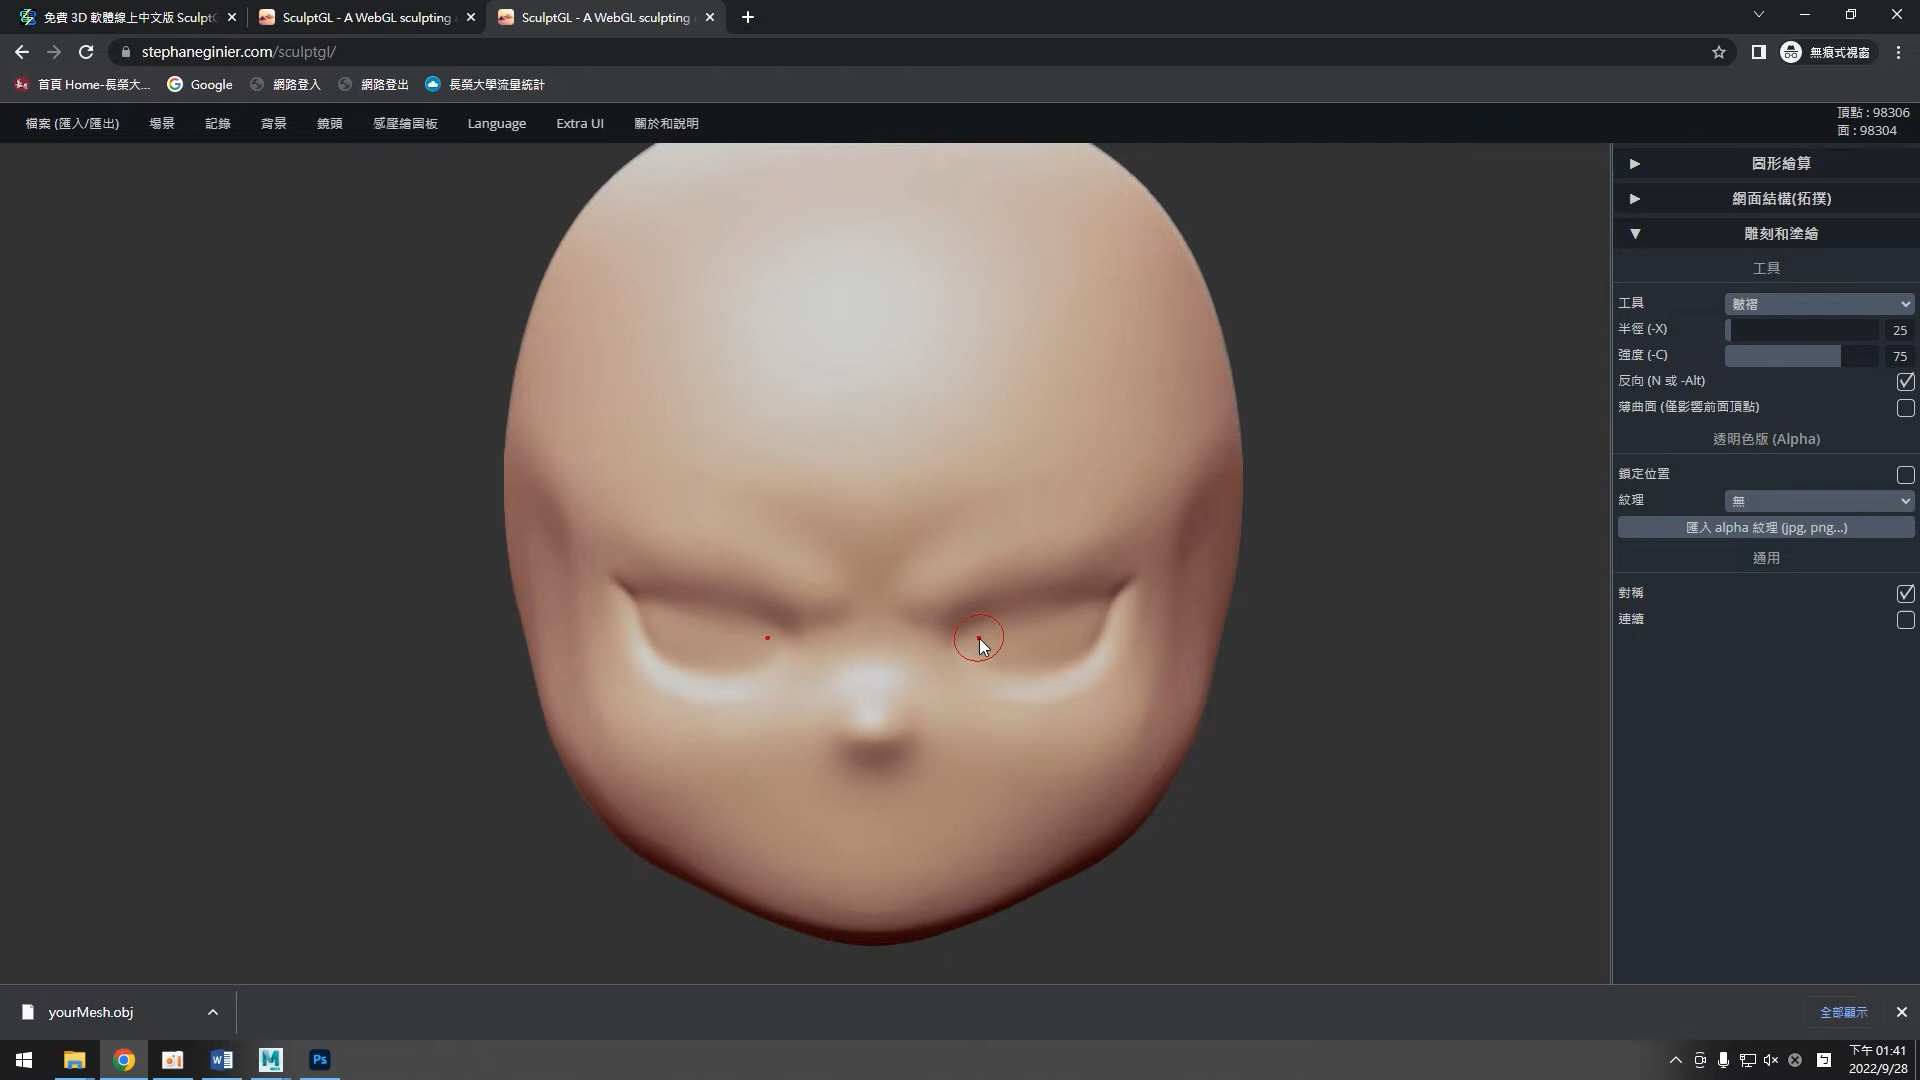 免費 3D 軟體線上中文版 SculptG
SculptGL - A WebGL sculpting
SculptGL - A WebGL sculpting
stephaneginier.com/sculptgl/
無痕式視窗
首頁 Home-長榮大...
Google
網路登入
網路登出
長榮大學流量統計
檔案 (匯入/匯出)
場景
記錄
背景
鏡頭
感壓繪圖板
Language
Extra UI
關於和說明
頂點 : 98306
面 : 98304
圖形繪算
網面結構(拓撲)
雕刻和塗繪
工具
工具
皺褶
半徑 (-X)
25
強度 (-C)
75
反向 (N 或 -Alt)
薄曲面 (僅影響前面頂點)
透明色版 (Alpha)
鎖定位置
紋理
無
匯入 alpha 紋理 (jpg, png...)
通用
對稱
連續
yourMesh.obj
全部顯示
W
M
Ps
下午 01:41
2022/9/28